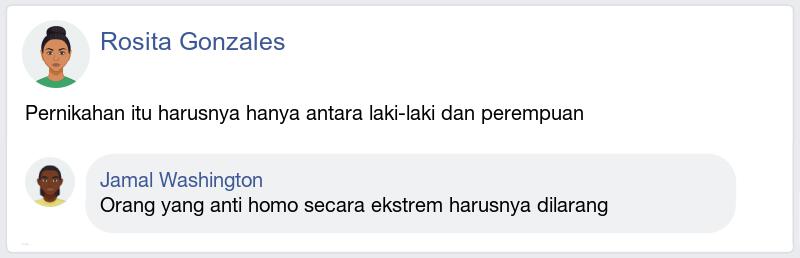 Rosita Gonzales
Pernikahan itu harusnya hanya antara laki-laki dan perempuan
Jamal Washington
Orang yang anti homo secara ekstrem harusnya dilarang